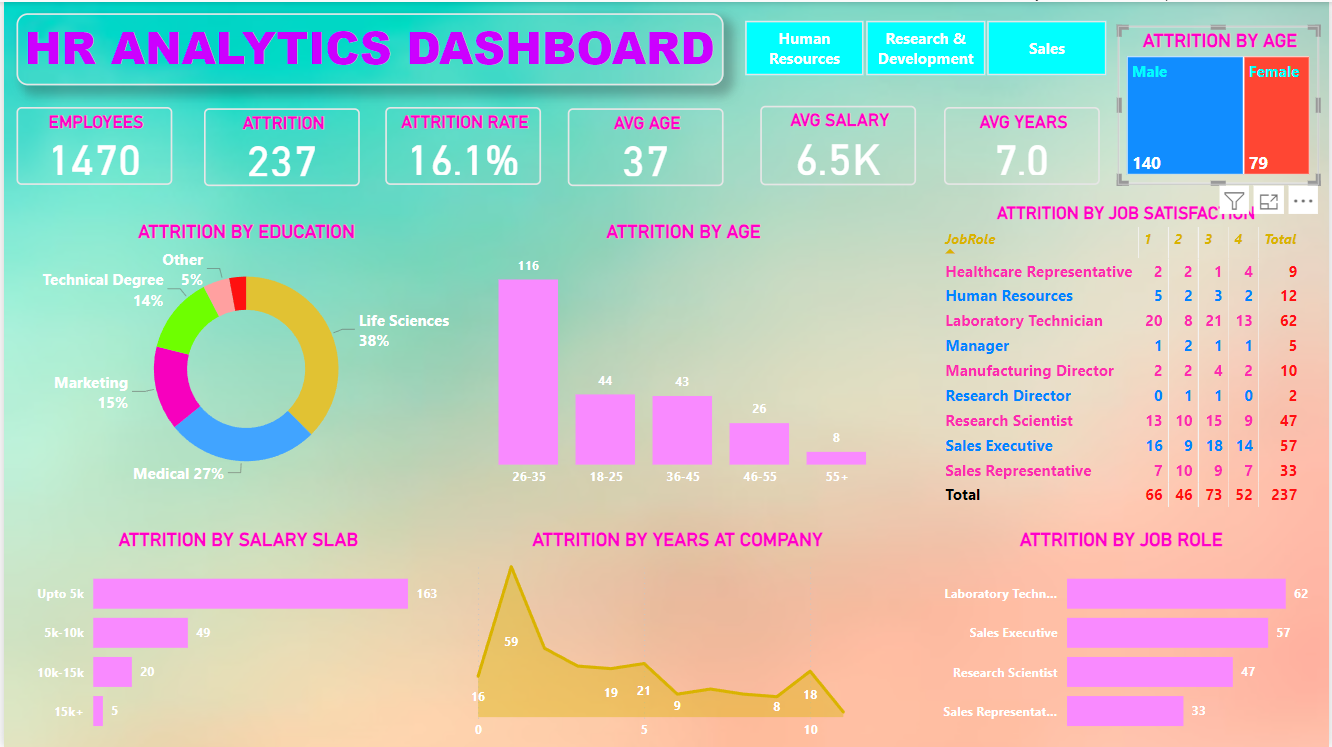 HR ANALYTICS DASHBOARD
Human
Resources
Research &
Development
Sales
ATTRITION BY AGE
Male
Female
140
79
EMPLOYEES
1470
ATTRITION
237
ATTRITION RATE
16.1%
AVG AGE
37
AVG SALARY
6.5K
AVG YEARS
7.0
ATTRITION BY EDUCATION
Other
5%
Technical Degree
14%
Life Sciences
38%
Marketing
15%
Medical 27%
ATTRITION BY AGE
116
44
43
26
8
26-35 18-25 36-45 46-55 55+
ATTRITION BY JOB SATISFACTION
JobRole 1 2 3 4 Total
Healthcare Representative 2 2 1 4 9
Human Resources 5 2 3 2 12
Laboratory Technician 20 8 21 13 62
Manager 1 2 1 1 5
Manufacturing Director 2 2 4 2 10
Research Director 0 1 1 0 2
Research Scientist 13 10 15 9 47
Sales Executive 16 9 18 14 57
Sales Representative 7 10 9 7 33
Total 66 46 73 52 237
ATTRITION BY SALARY SLAB
Upto 5k 163
5k-10k 49
10k-15k 20
15k+ 5
ATTRITION BY YEARS AT COMPANY
16
59
19
21
9
8
18
0 5 10
ATTRITION BY JOB ROLE
Laboratory Techn... 62
Sales Executive 57
Research Scientist 47
Sales Representat... 33